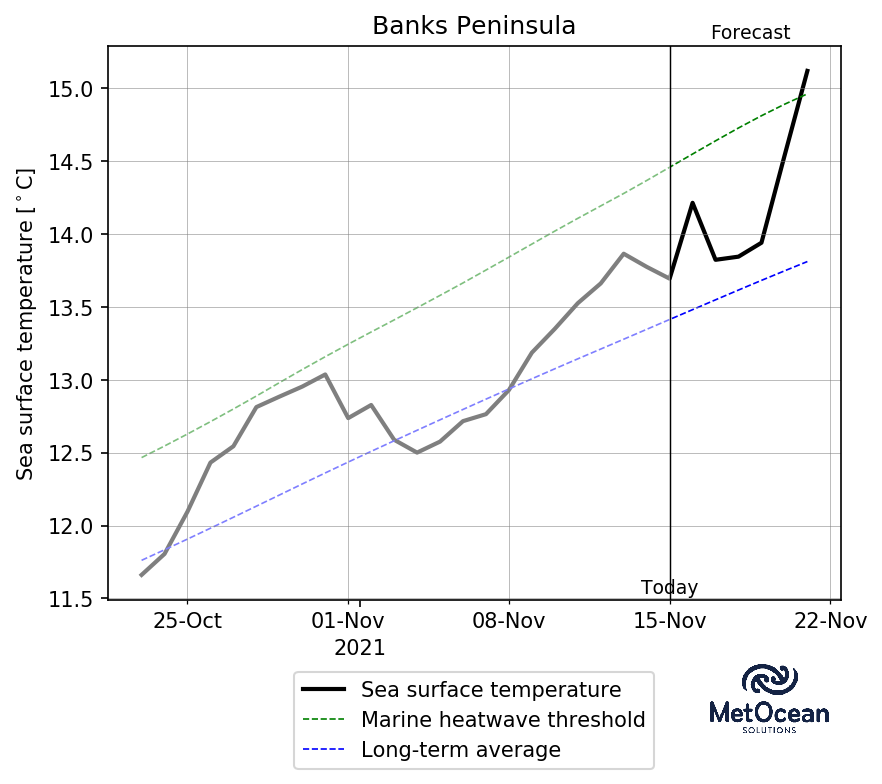 Banks Peninsula
Forecast
Sea surface temperature [°C]
15.0
14.5
14.0
13.5
13.0
12.5
12.0
11.5
Today
25-Oct 01-Nov 08-Nov 15-Nov 22-Nov
2021
Sea surface temperature
Marine heatwave threshold
Long-term average
MetOcean
SOLUTIONS